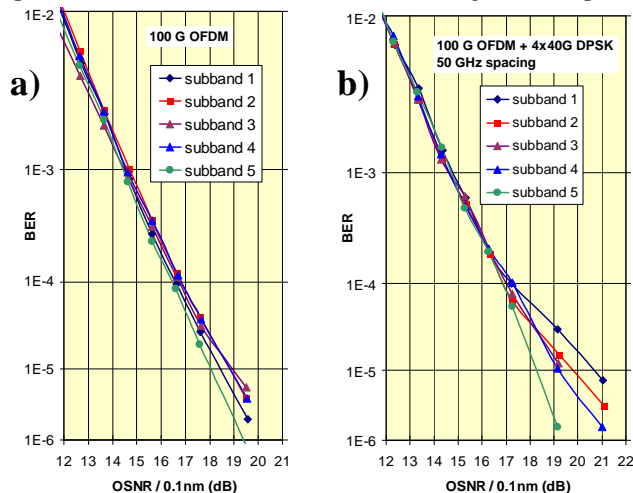 a)
100 G OFDM
subband 1
subband 2
subband 3
subband 4
subband 5
1E-2
1E-3
1E-4
1E-5
1E-6
BER
12 13 14 15 16 17 18 19 20 21
OSNR / 0.1nm (dB)
b)
100 G OFDM + 4x40G DPSK
50 GHz spacing
subband 1
subband 2
subband 3
subband 4
subband 5
1E-2
1E-3
1E-4
1E-5
1E-6
BER
12 13 14 15 16 17 18 19 20 21 22
OSNR / 0.1nm (dB)